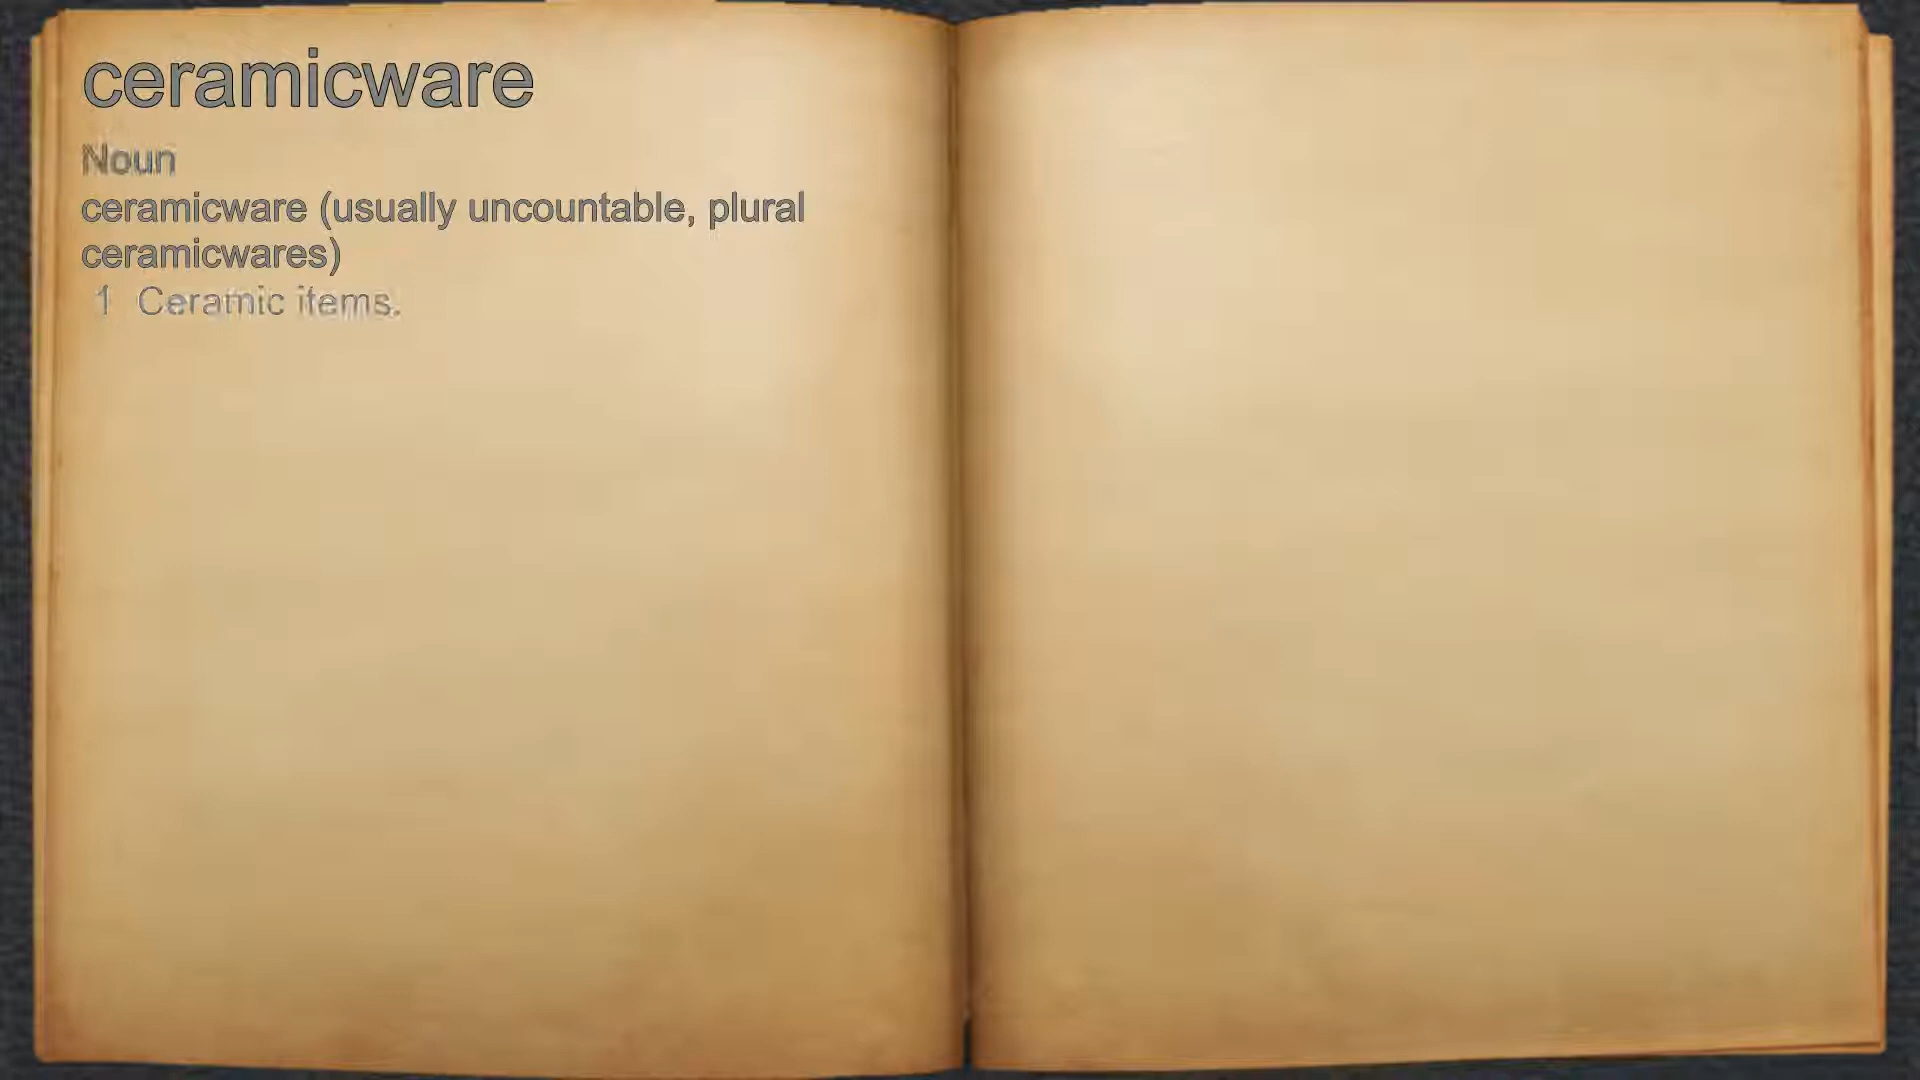 ceramicware
Noun
ceramicware (usually uncountable, plural
ceramicwares)
1 Ceramic items.